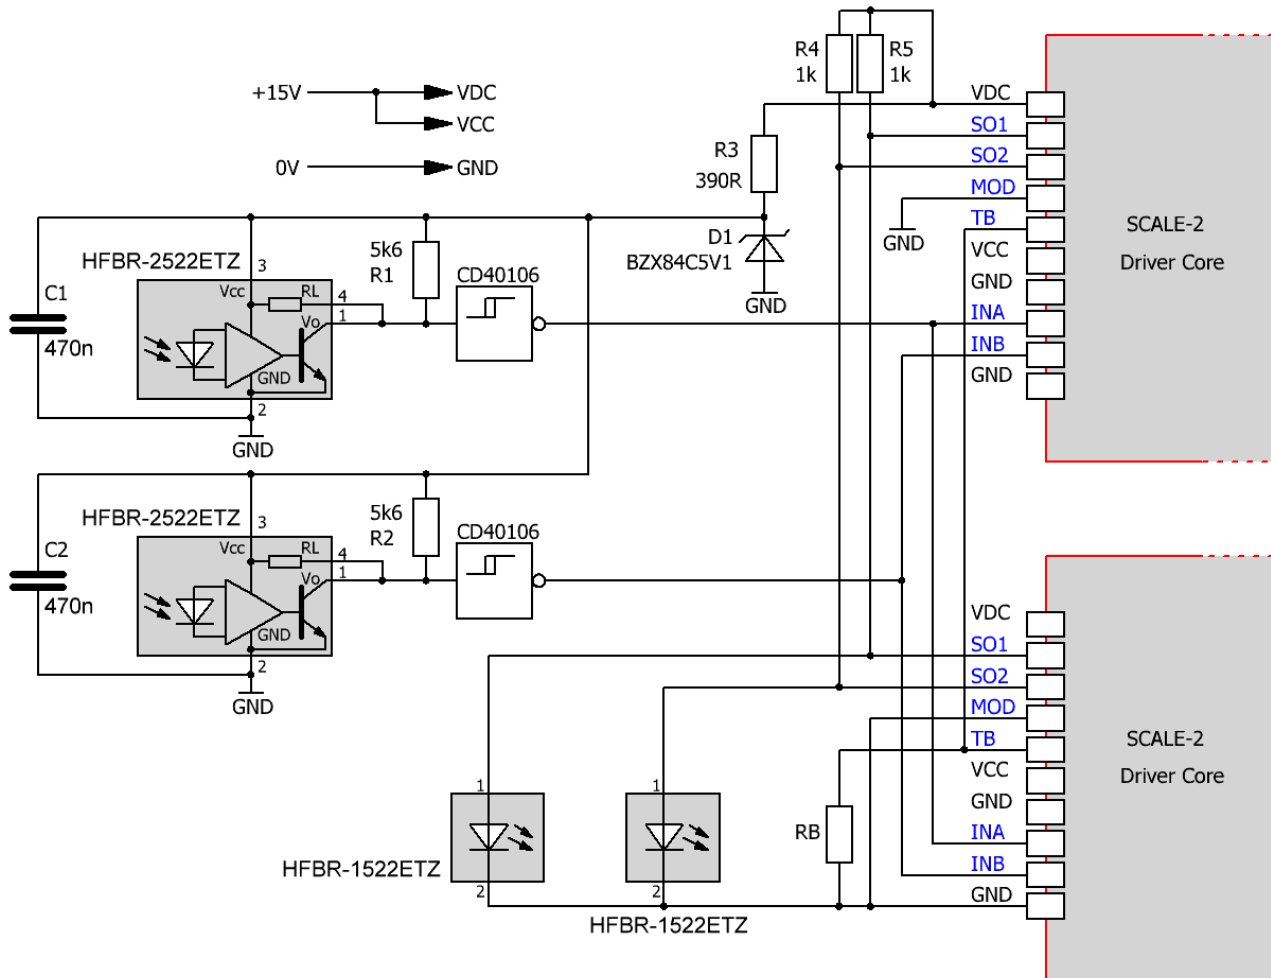 R4
1k
R5
1k
+15V
VDC
VCC
0V
GND
R3
390R
D1
BZX84C5V1
GND
GND
VDC
SO1
SO2
MOD
TB
VCC
GND
INA
INB
GND
SCALE-2
Driver Core
HFBR-2522ETZ
3
Vcc
RL
4
Vo
1
GND
2
GND
C1
470n
5k6
R1
CD40106
HFBR-2522ETZ
3
Vcc
RL
4
Vo
1
GND
2
GND
C2
470n
5k6
R2
CD40106
VDC
SO1
SO2
MOD
TB
VCC
GND
INA
INB
GND
SCALE-2
Driver Core
1
2
HFBR-1522ETZ
1
2
HFBR-1522ETZ
RB